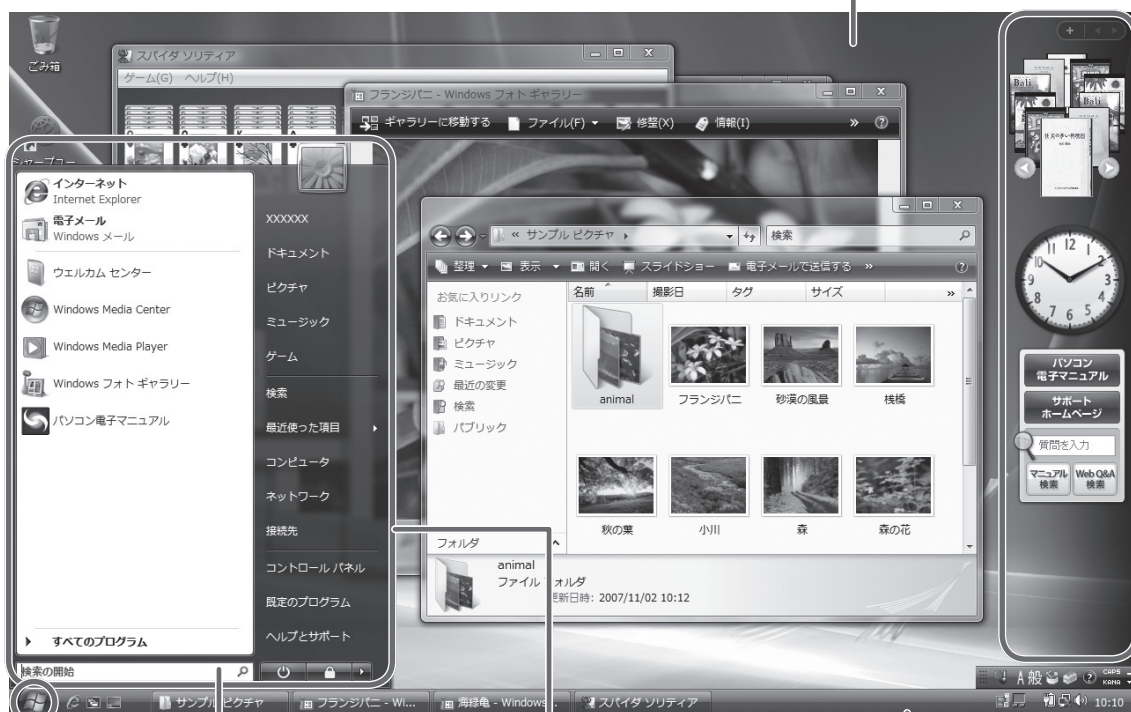 ごみ箱
スパイダ ソリティア
ゲーム(G) ヘルプ(H)
フランジパニ - Windows フォト ギャラリー
ギャラリーに移動する ファイル(F) 修整(X) 情報(I) »
インターネット
Internet Explorer
電子メール
Windows メール
ウェルカム センター
Windows Media Center
Windows Media Player
Windows フォト ギャラリー
パソコン電子マニュアル
すべてのプログラム
検索の開始
XXXXXX
ドキュメント
ピクチャ
ミュージック
ゲーム
検索
最近使った項目
コンピュータ
ネットワーク
接続先
コントロール パネル
既定のプログラム
ヘルプとサポート
« サンプル ピクチャ
検索
整理 表示 開く スライドショー 電子メールで送信する »
お気に入りリンク
ドキュメント
ピクチャ
ミュージック
最近の変更
検索
パブリック
フォルダ
名前 撮影日 タグ サイズ »
animal フランジパニ 砂漠の風景 桟橋
秋の葉 小川 森 森の花
animal
ファイル フォルダ
更新日時: 2007/11/02 10:12
Bali
Bali
11 12 1
10 2
9 3
8 4
7 6 5
パソコン
電子マニュアル
サポート
ホームページ
質問を入力
マニュアル
検索
Web Q&A
検索
A 般 CAPS
KANA
サンプル ピクチャ フランジパニ - Wi... 海緑亀 - Windows... スパイダ ソリティア
10:10